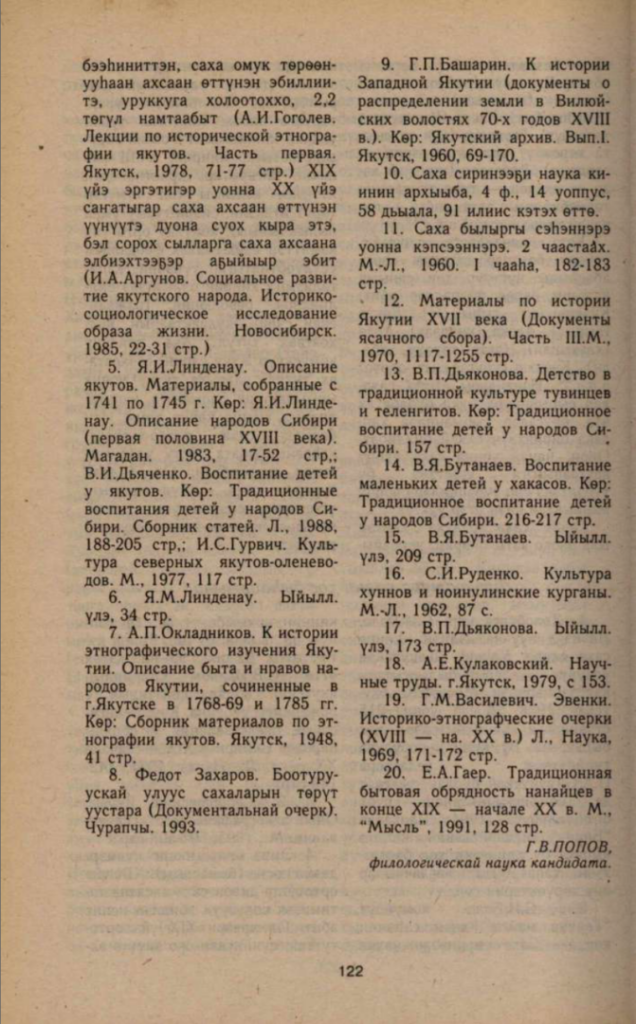 бээһиниттэн, саха омук төрөөн-
ууһаан ахсаан өттүнэн эбиллии-
тэ, уруккуга холоотоххо, 2,2
төгүл намтаабыт (А.И.Гоголев.
Лекции по исторической этногра-
фии якутов. Часть первая.
Якутск, 1978, 71-77 стр.) XIX
үйэ эргэтигэр уонна XX үйэ
саҥатыгар саха ахсаан өттүнэн
үүнүүтэ дуона суох кыра этэ,
бэл сорох сылларга саха ахсаана
элбиэхтээҕэр аҕыйыыр эбит
(И.А.Аргунов. Социальное разви-
тие якутского народа. Историко-
социологическое исследование
образа жизни. Новосибирск.
1985, 22-31 стр.)
5. Я.И.Линденау. Описание
якутов. Материалы, собранные с
1741 по 1745 г. Көр: Я.И.Линде-
нау. Описание народов Сибири
(первая половина XVIII века).
Магадан. 1983, 17-52 стр,;
В.И.Дьяченко. Воспитание детей
у якутов. Көр: Традиционные
воспитания детей у народов Си-
бири. Сборник статей. Л., 1988,
188-205 стр,; И.С.Гурвич. Куль-
тура северных якутов-оленево-
дов. М., 1977, 117 стр.
6. Я.М.Линденау. Ыйылл.
үлэ, 34 стр.
7. А.П.Окладников. К истории
этнографического изучения Яку-
тии. Описание быта и нравов на-
родов Якутии, сочиненные в
г.Якутске в 1768-69 и 1785 гг.
Көр: Сборник материалов по эт-
нографии якутов. Якутск, 1948,
41 стр.
8. Федот Захаров. Боотуру-
ускай улуус сахаларын төрүт
уустара (Документальнай очерк).
Чурапчы. 1993.
9. Г.П.Башарин. К истории
Западной Якутии (документы о
распределении земли в Вилюй-
ских волостях 70-х годов XVIII
в.). Көр: Якутский архив. Вып.I.
Якутск, 1960, 69-170.
10. Саха сиринээҕи наука ки-
инин архыыба, 4 ф., 14 уоппус,
58 дьыала, 91 илиис кэтэх өттө.
11. Саха былыргы сэһэннэрэ
уонна кэпсээннэрэ. 2 чаастаах.
М.-Л., 1960. I чааһа, 182-183
стр.
12. Материалы по истории
Якутии XVII века (Документы
ясачного сбора). Часть III.М.,
1970, 1117-1255 стр.
13. В.П.Дьяконова. Детство в
традиционной культуре тувинцев
и теленгитов. Көр: Традиционное
воспитание детей у народов Си-
бири. 157 стр.
14. В.Я.Бутанаев. Воспитание
маленьких детей у хакасов. Көр:
Традиционное воспитание детей
у народов Сибири. 216-217 стр.
15. В.Я.Бутанаев. Ыйылл.
үлэ, 209 стр.
16. С.И.Руденко. Культура
хуннов и ноинулинские курганы.
М.-Л., 1962, 87 с.
17. В.П.Дьяконова. Ыйылл.
үлэ, 173 стр.
18. А.Е.Кулаковский. Науч-
ные труды. г.Якутск, 1979, с 153.
19. Г.М.Василевич. Эвенки.
Историко-этнографческие очерки
(XVIII — на. XX в.) Л., Наука,
1969, 171-172 стр.
20. Е.А.Гаер. Традиционная
бытовая обрядность нанайцев в
конце XIX — начале XX в. М.,
"Мысль", 1991, 128 стр.
Г.В.ПОПОВ,
филологическай наука кандидата.
122